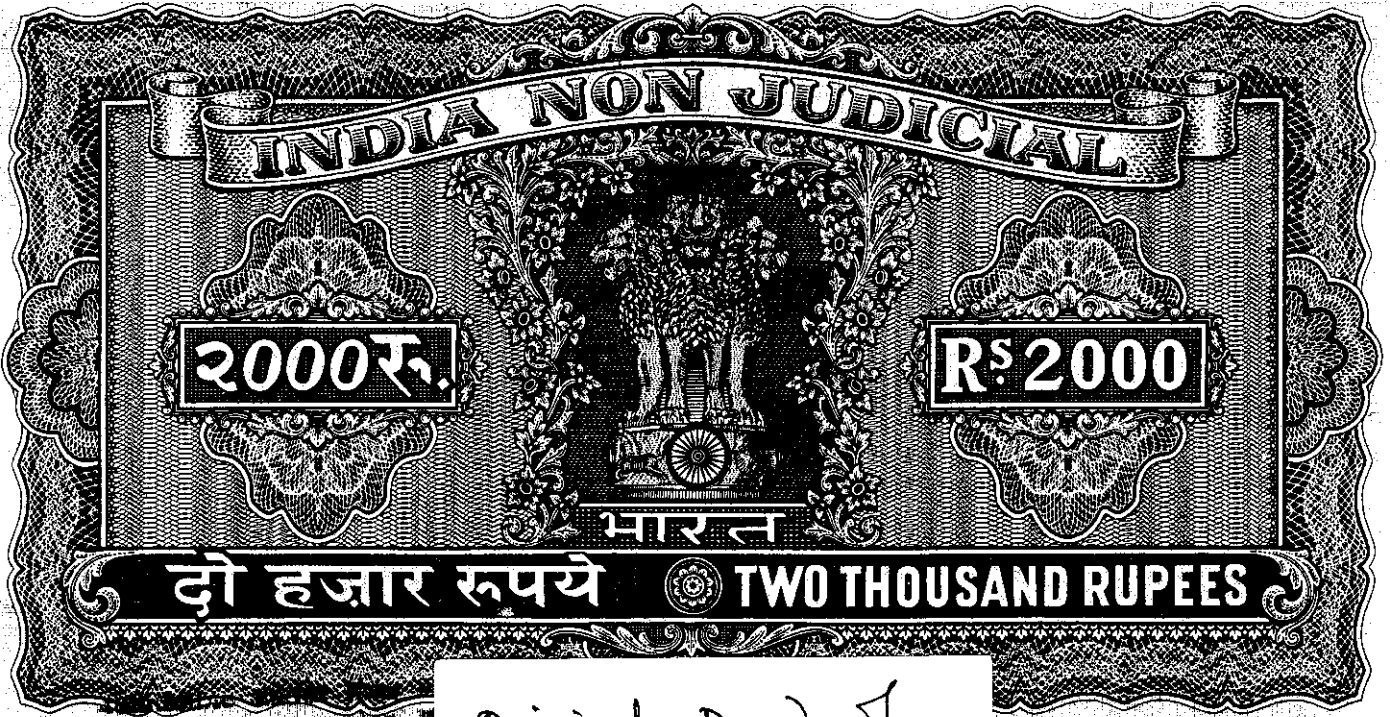 INDIA NON JUDICIAL
२000रु.
Rs. 2000
भारत
दो हज़ार रुपये TWO THOUSAND RUPEES